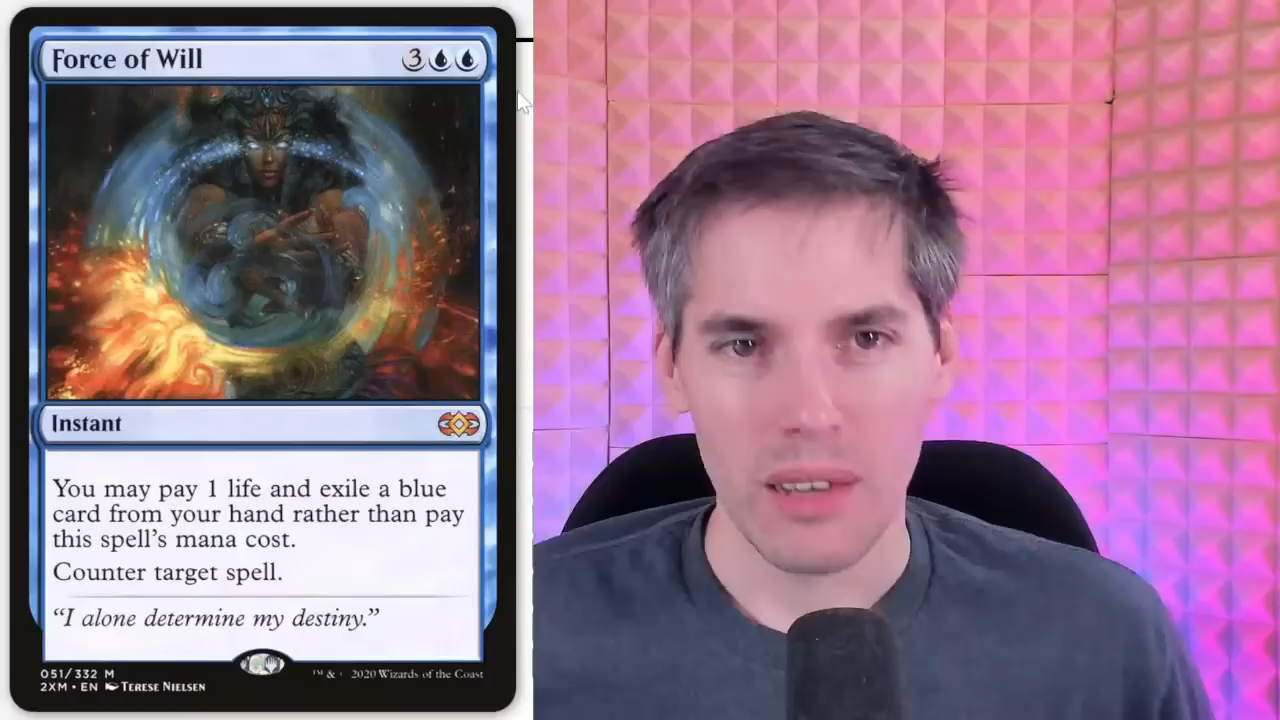 Force of Will 3
Instant
You may pay 1 life and exile a blue
card from your hand rather than pay
this spell's mana cost.
Counter target spell.
“I alone determine my destiny.”
051/332 M
2XM • EN TERESE NIELSEN
™ & 2020 Wizards of the Coast